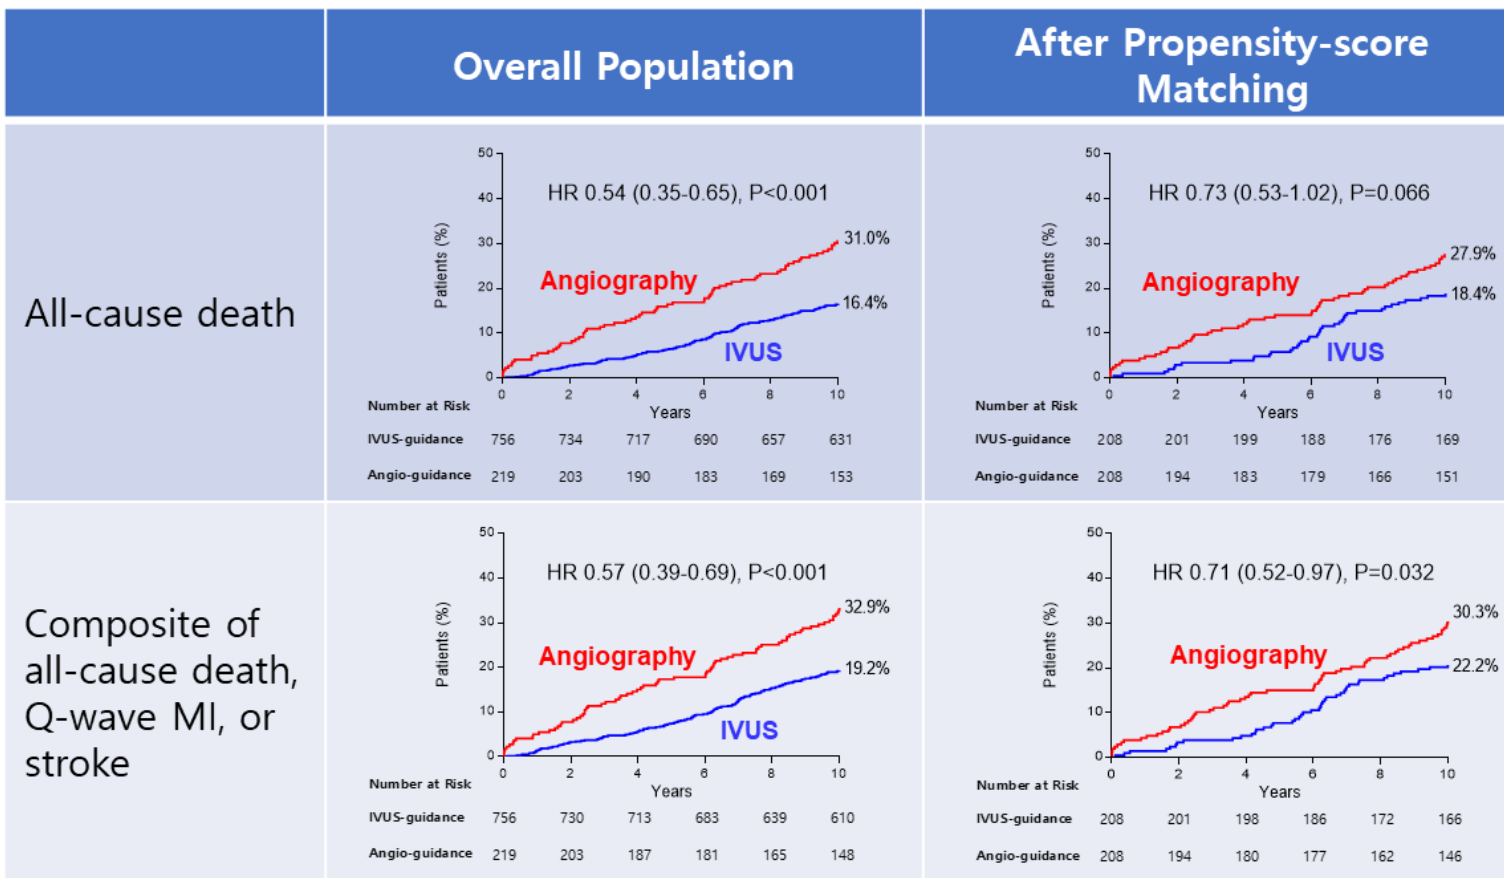 Overall Population
After Propensity-score
Matching
All-cause death
50
40
30
20
10
0
Patients (%)
HR 0.54 (0.35-0.65), P<0.001
31.0%
Angiography
16.4%
IVUS
0 2 4 6 8 10
Years
Number at Risk
IVUS-guidance 756 734 717 690 657 631
Angio-guidance 219 203 190 183 169 153
50
40
30
20
10
0
Patients (%)
HR 0.73 (0.53-1.02), P=0.066
27.9%
Angiography
18.4%
IVUS
0 2 4 6 8 10
Years
Number at Risk
IVUS-guidance 208 201 199 188 176 169
Angio-guidance 208 194 183 179 166 151
Composite of
all-cause death,
Q-wave MI, or
stroke
50
40
30
20
10
0
Patients (%)
HR 0.57 (0.39-0.69), P<0.001
32.9%
Angiography
19.2%
IVUS
0 2 4 6 8 10
Years
Number at Risk
IVUS-guidance 756 730 713 683 639 610
Angio-guidance 219 203 187 181 165 148
50
40
30
20
10
0
Patients (%)
HR 0.71 (0.52-0.97), P=0.032
30.3%
Angiography
22.2%
IVUS
0 2 4 6 8 10
Years
Number at Risk
IVUS-guidance 208 201 198 186 172 166
Angio-guidance 208 194 180 177 162 146